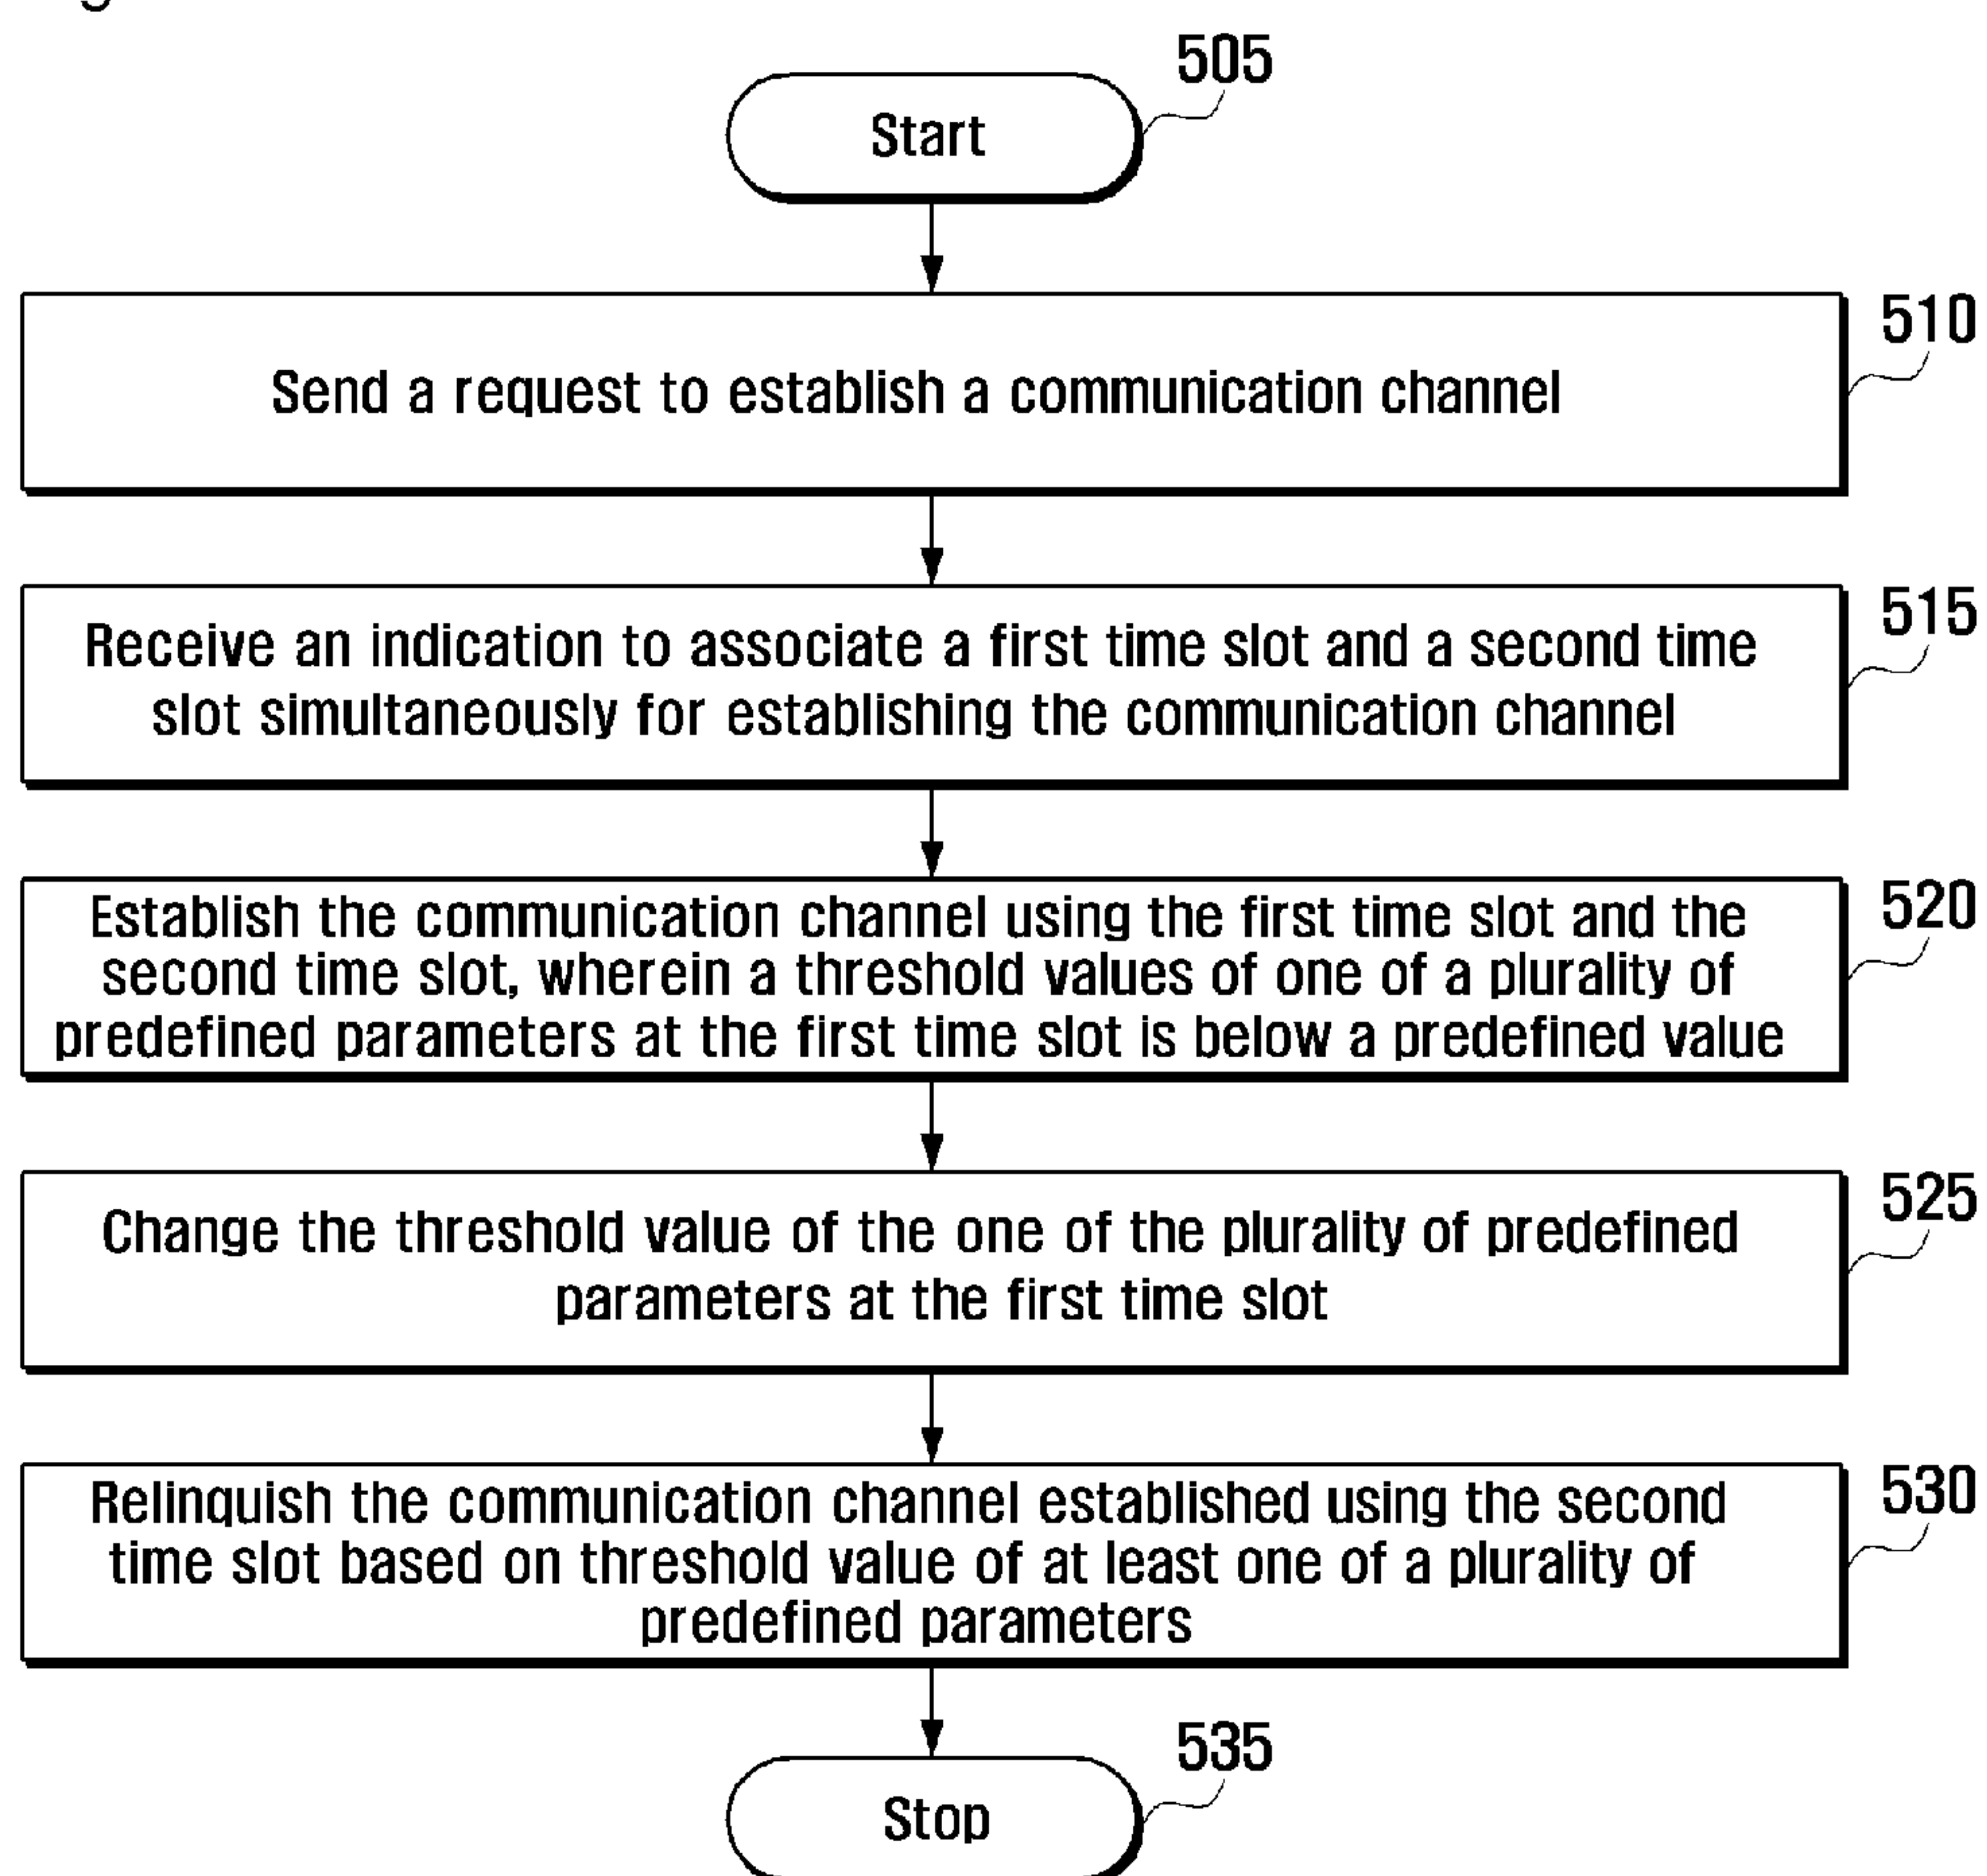 505
Start
510
Send a request to establish a communication channel
515
Receive an indication to associate a first time slot and a second time
slot simultaneously for establishing the communication channel
520
Establish the communication channel using the first time slot and the
second time slot, wherein a threshold values of one of a plurality of
predefined parameters at the first time slot is below a predefined value
525
Change the threshold value of the one of the plurality of predefined
parameters at the first time slot
530
Relinquish the communication channel established using the second
time slot based on threshold value of at least one of a plurality of
predefined parameters
535
Stop